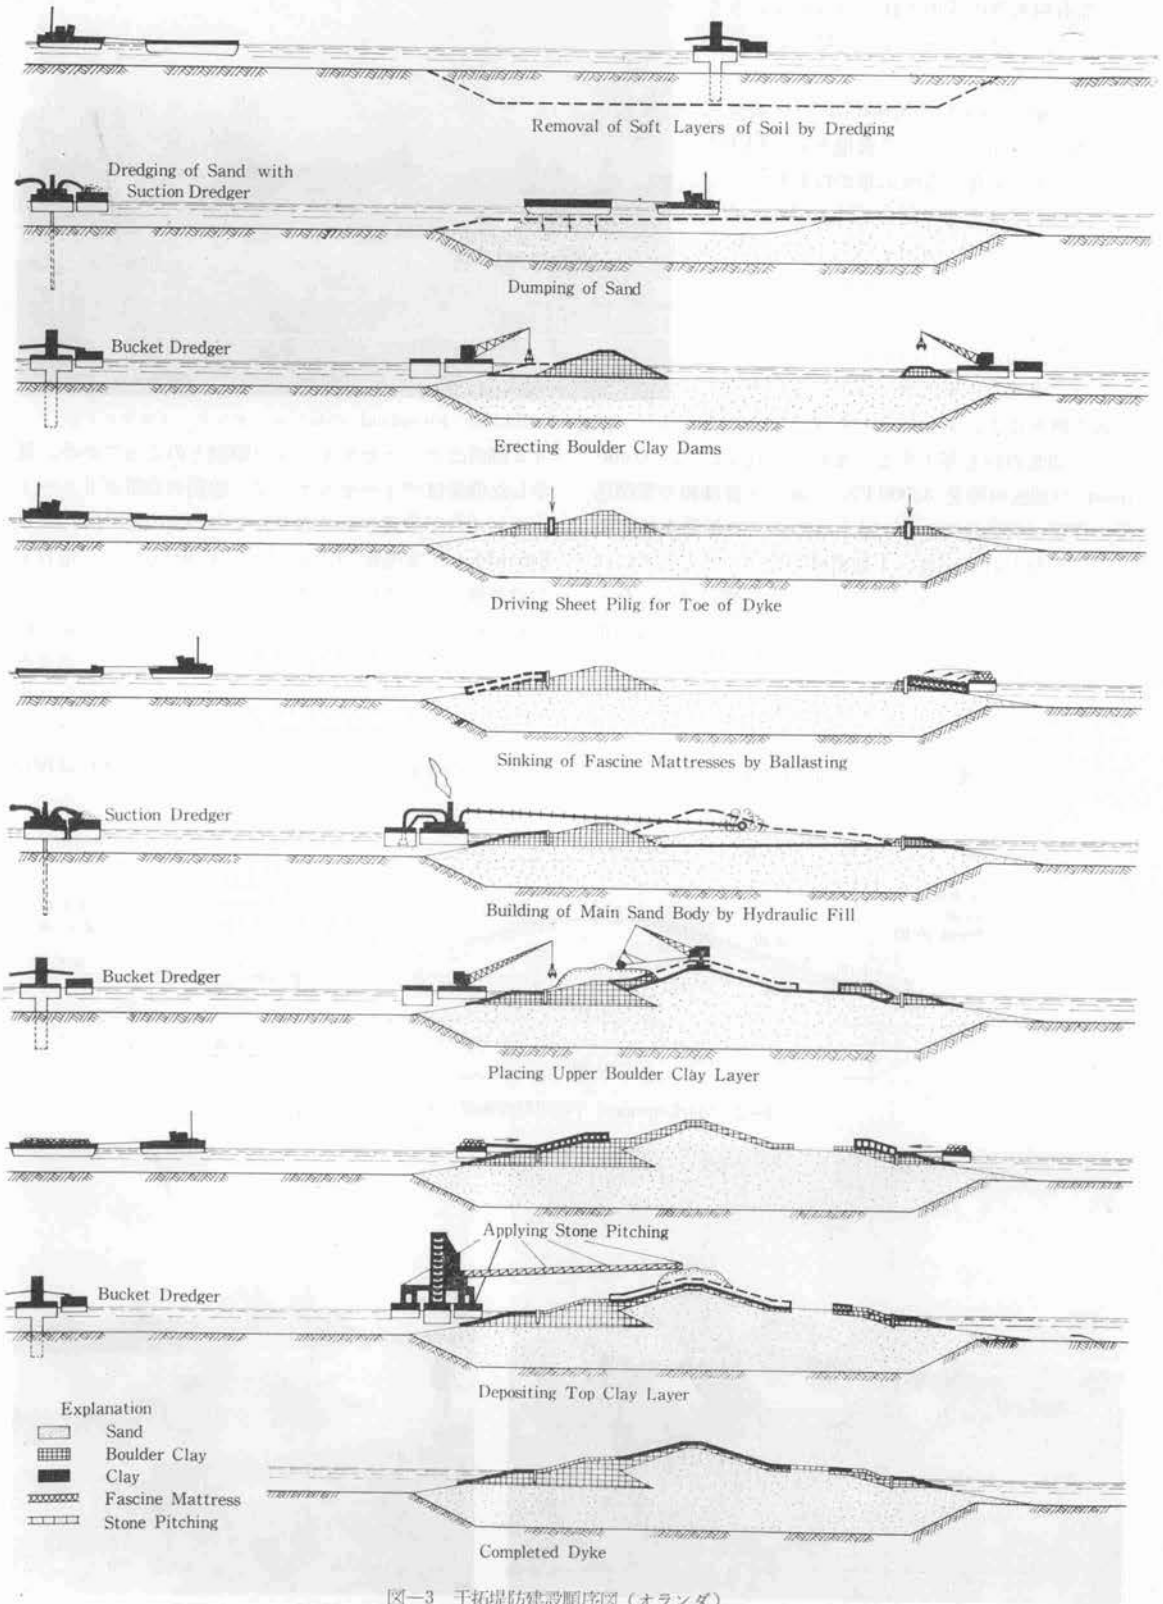 Removal of Soft Layers of Soil by Dredging
Dredging of Sand with
Suction Dredger
Dumping of Sand
Bucket Dredger
Erecting Boulder Clay Dams
Driving Sheet Pilig for Toe of Dyke
Sinking of Fascine Mattresses by Ballasting
Suction Dredger
Building of Main Sand Body by Hydraulic Fill
Bucket Dredger
Placing Upper Boulder Clay Layer
Applying Stone Pitching
Bucket Dredger
Depositing Top Clay Layer
Explanation
Sand
Boulder Clay
Clay
Fascine Mattress
Stone Pitching
Completed Dyke
図—3 干拓堤防建設順序図(オランダ)